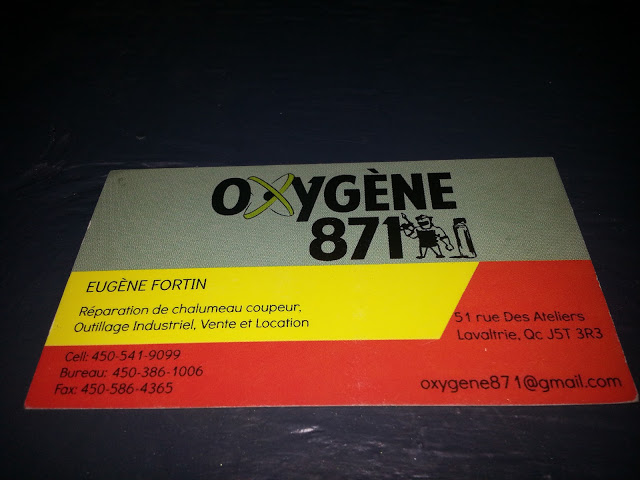 OXYGÈNE
871
EUGÈNE FORTIN
Réparation de chalumeau coupeur,
Outillage Industriel, Vente et Location
51 rue Des Ateliers
Lavaltrie, Qc J5T 3R3
Cell: 450-541-9099
Bureau: 450-386-1006
Fax: 450-586-4365
oxygene871@gmail.com